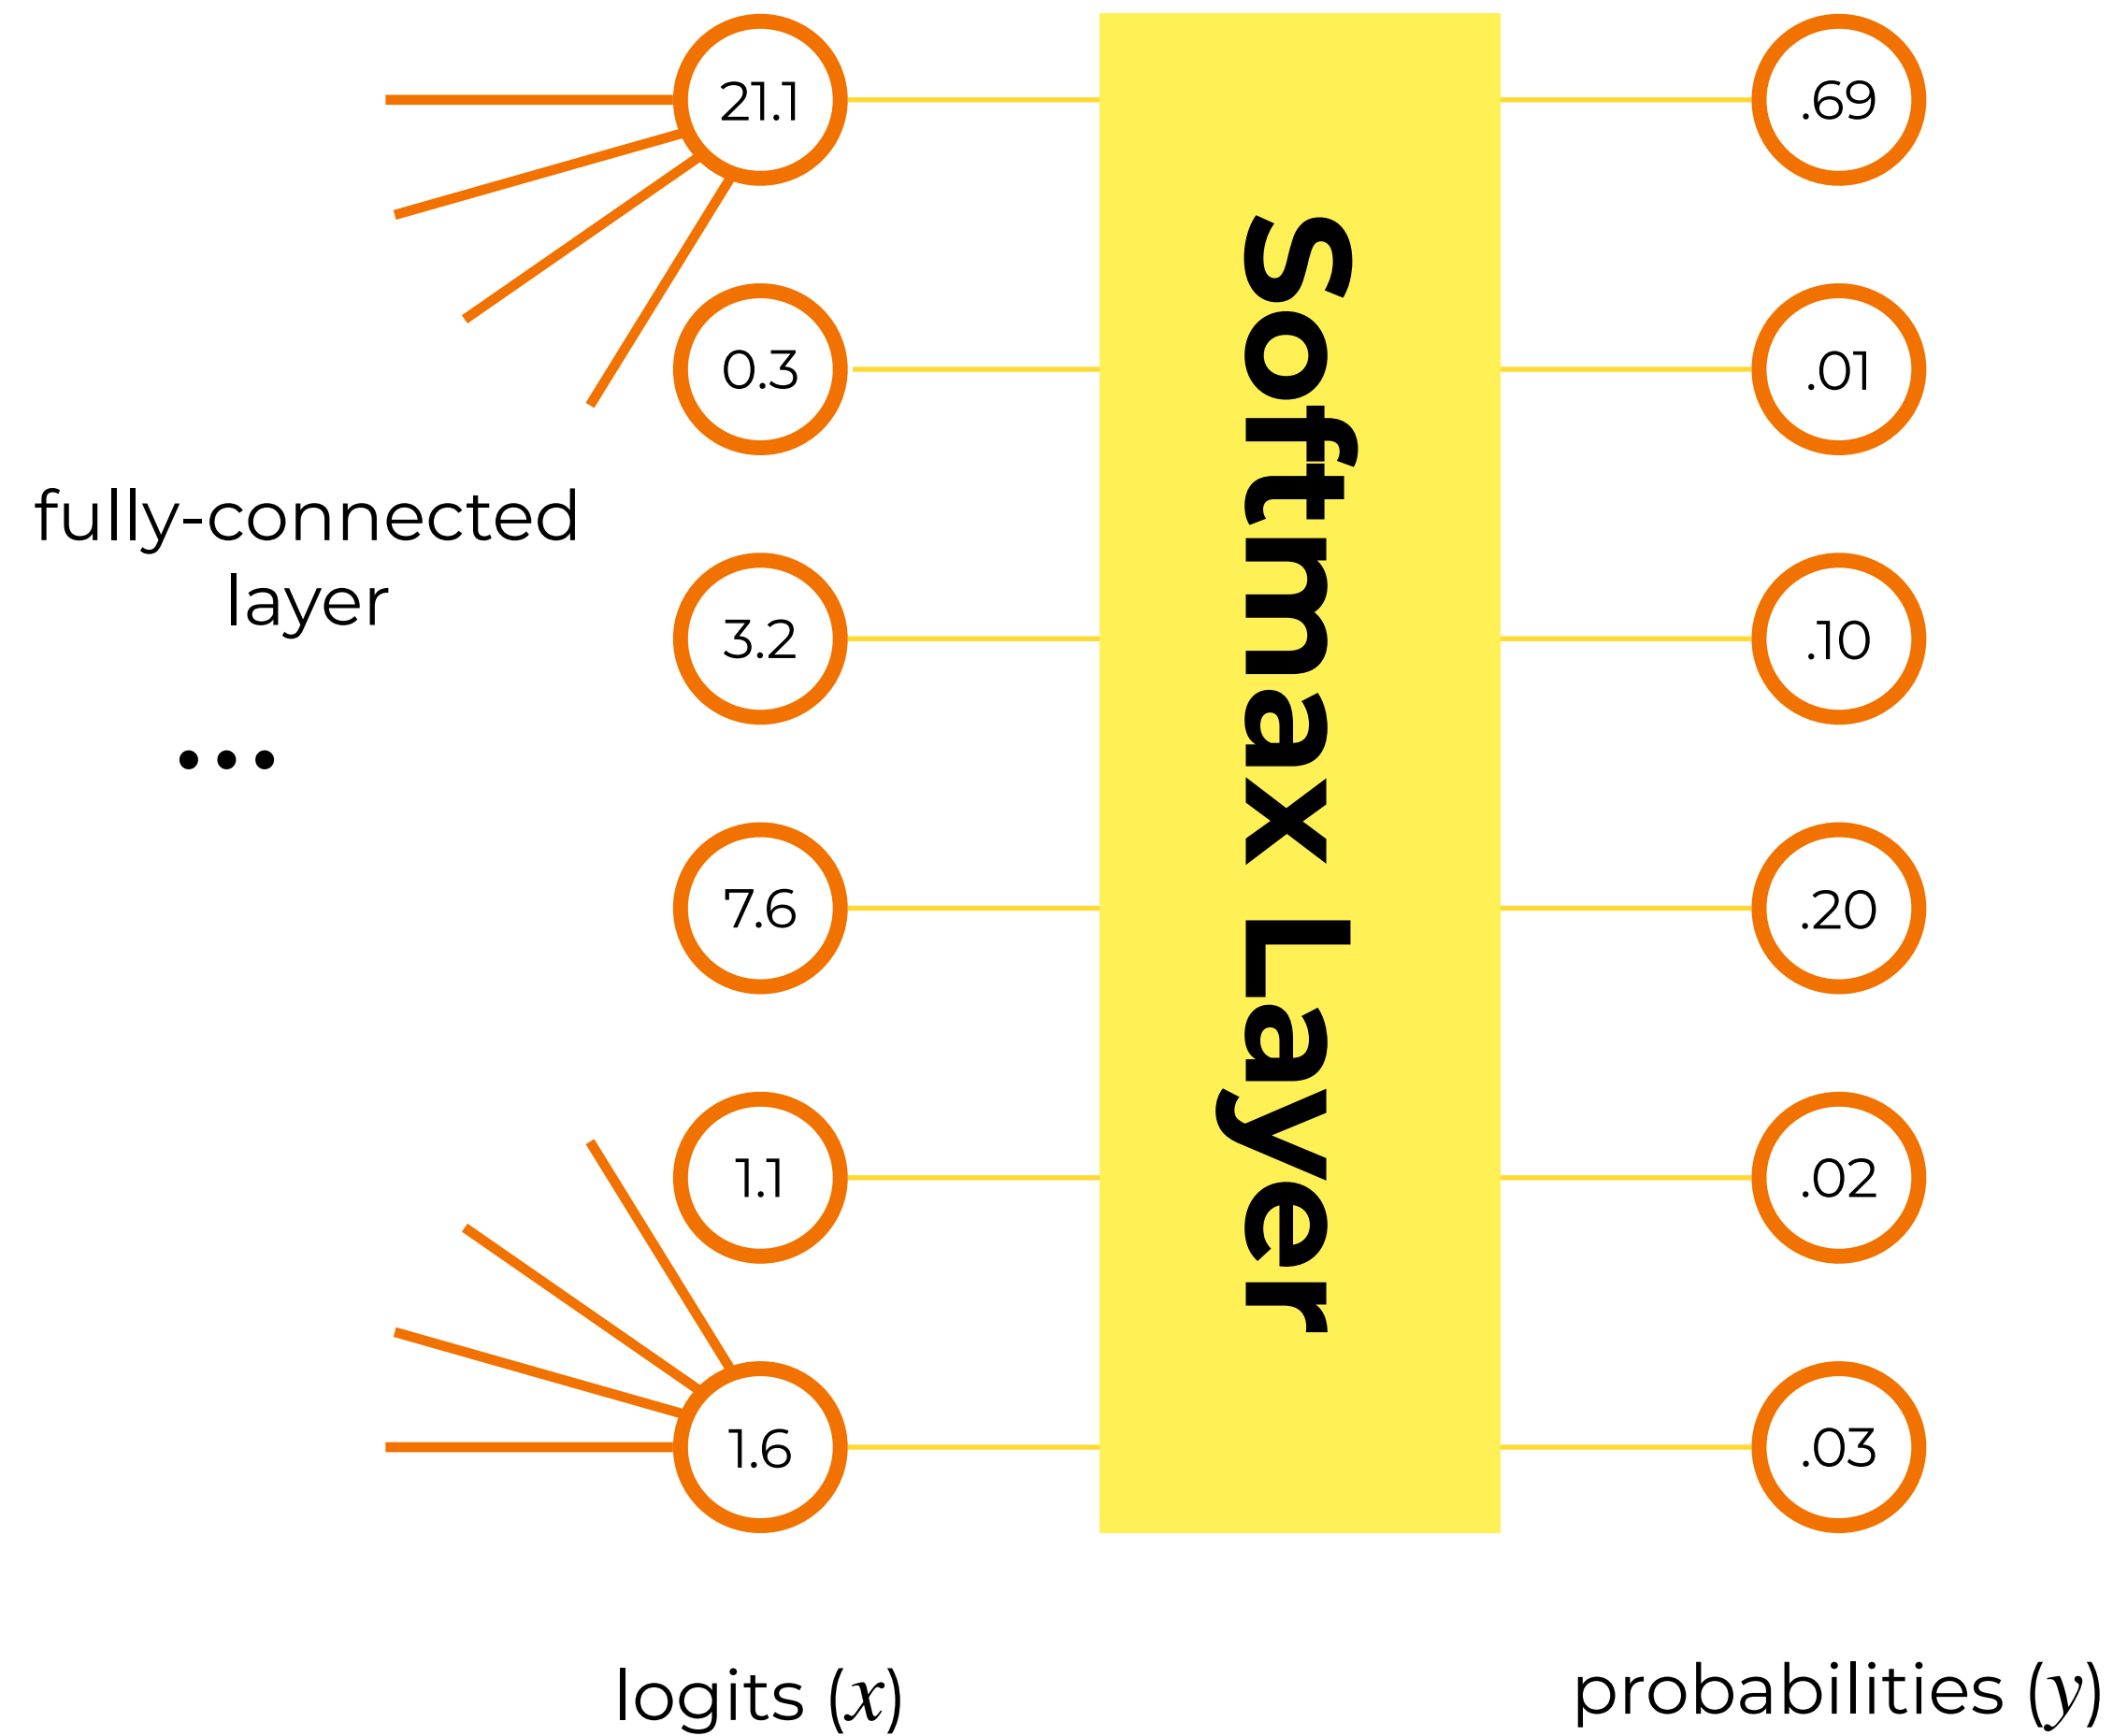 21.1
.69
0.3
.01
fully-connected
layer
3.2
.10
...
7.6
.20
1.1
.02
1.6
.03
Softmax Layer
logits (x)
probabilities (y)